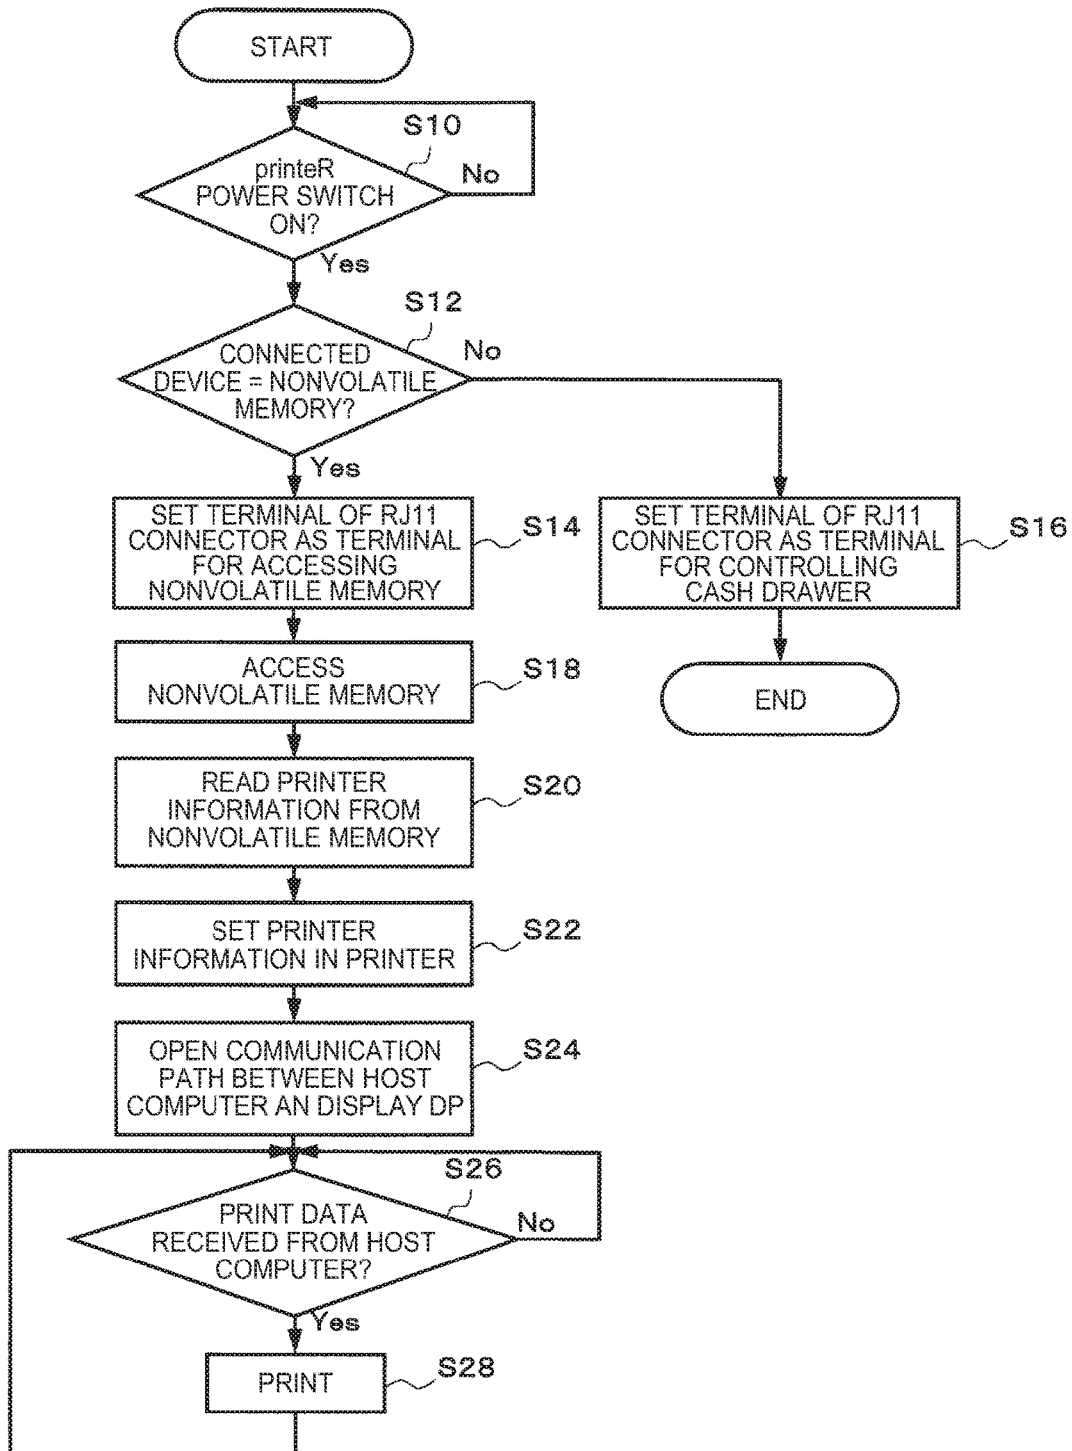 START
S10
printeR
POWER SWITCH
ON?
No
Yes
S12
CONNECTED
DEVICE = NONVOLATILE
MEMORY?
No
Yes
SET TERMINAL OF RJ11
CONNECTOR AS TERMINAL
FOR ACCESSING
NONVOLATILE MEMORY
S14
SET TERMINAL OF RJ11
CONNECTOR AS TERMINAL
FOR CONTROLLING
CASH DRAWER
S16
ACCESS
NONVOLATILE MEMORY
S18
END
READ PRINTER
INFORMATION FROM
NONVOLATILE MEMORY
S20
SET PRINTER
INFORMATION IN PRINTER
S22
OPEN COMMUNICATION
PATH BETWEEN HOST
COMPUTER AN DISPLAY DP
S24
S26
PRINT DATA
RECEIVED FROM HOST
COMPUTER?
No
Yes
PRINT
S28